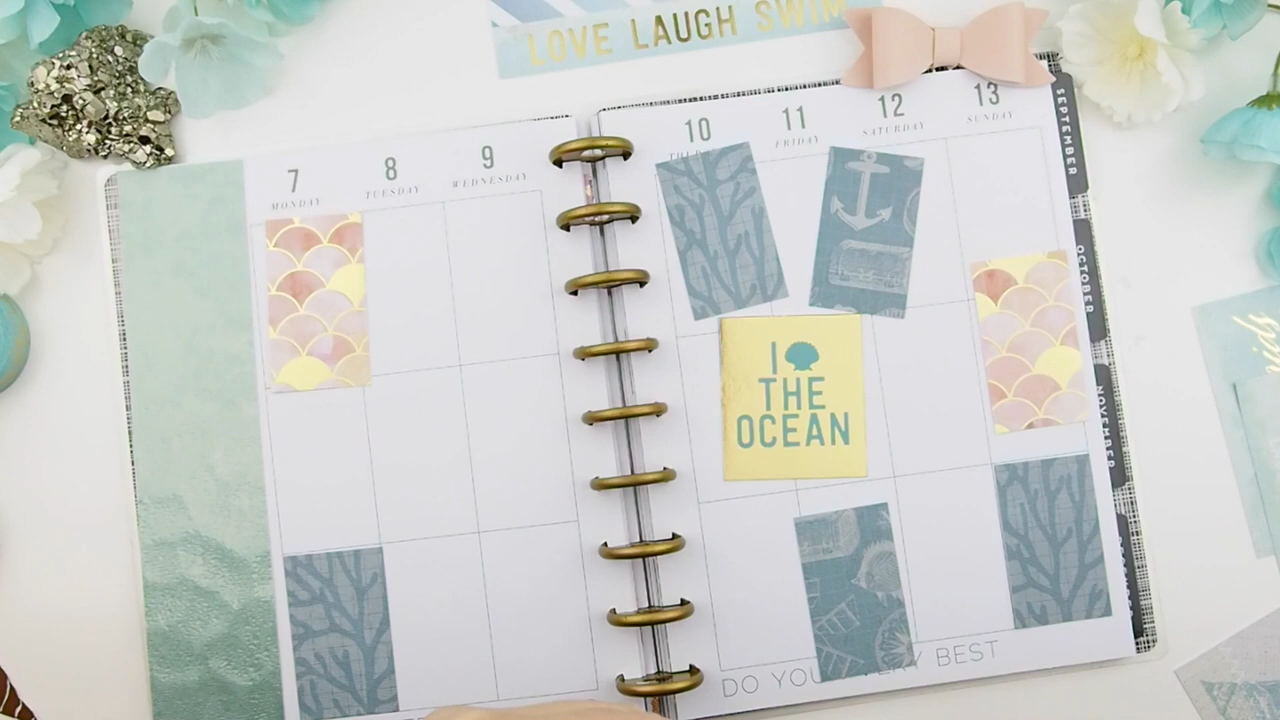 LOVE LAUGH SWIM
7
MONDAY
8
TUESDAY
9
WEDNESDAY
10
11
FRIDAY
12
SATURDAY
13
SUNDAY
I
THE
OCEAN
DO YOU BEST
SEPTEMBER
OCTOBER
NOVEMBER